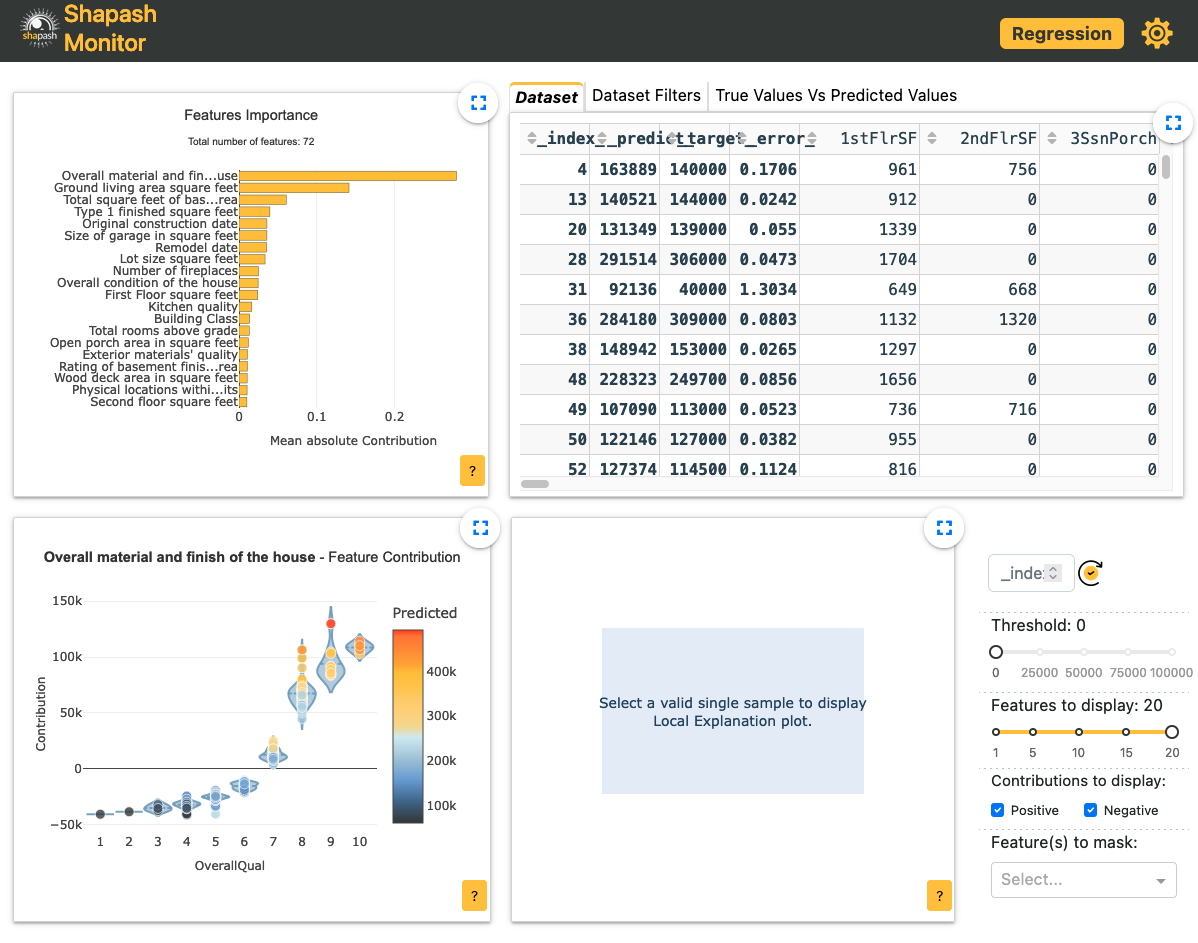 shapash
Shapash
Monitor
Regression
Features Importance
Total number of features: 72
Overall material and fin...use
Ground living area square feet
Total square feet of bas...rea
Type 1 finished square feet
Original construction date
Size of garage in square feet
Remodel date
Lot size square feet
Number of fireplaces
Overall condition of the house
First Floor square feet
Kitchen quality
Building Class
Total rooms above grade
Open porch area in square feet
Exterior materials' quality
Rating of basement finis...rea
Wood deck area in square feet
Physical locations withi...its
Second floor square feet
0 0.1 0.2
Mean absolute Contribution
?
Dataset Dataset Filters True Values Vs Predicted Values
_index_ _predict_ _target_ _error_ 1stFlrSF 2ndFlrSF 3SsnPorch
4 163889 140000 0.1706 961 756 0
13 140521 144000 0.0242 912 0 0
20 131349 139000 0.055 1339 0 0
28 291514 306000 0.0473 1704 0 0
31 92136 40000 1.3034 649 668 0
36 284180 309000 0.0803 1132 1320 0
38 148942 153000 0.0265 1297 0 0
48 228323 249700 0.0856 1656 0 0
49 107090 113000 0.0523 736 716 0
50 122146 127000 0.0382 955 0 0
52 127374 114500 0.1124 816 0 0
Overall material and finish of the house - Feature Contribution
Contribution
150k
100k
50k
0
−50k
1 2 3 4 5 6 7 8 9 10
OverallQual
Predicted
400k
300k
200k
100k
?
Select a valid single sample to display
Local Explanation plot.
?
_inde
Threshold: 0
0 25000 50000 75000 100000
Features to display: 20
1 5 10 15 20
Contributions to display:
Positive Negative
Feature(s) to mask:
Select...